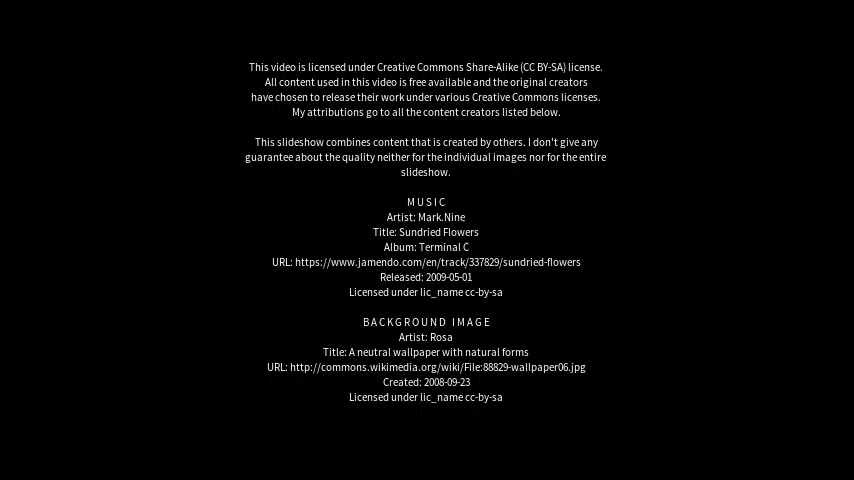 This video is licensed under Creative Commons Share-Alike (CC BY-SA) license.
All content used in this video is free available and the original creators
have chosen to release their work under various Creative Commons licenses.
My attributions go to all the content creators listed below.
This slideshow combines content that is created by others. I don't give any
guarantee about the quality neither for the individual images nor for the entire
slideshow.
MUSIC
Artist: Mark.Nine
Title: Sundried Flowers
Album: Terminal C
URL: https://www.jamendo.com/en/track/337829/sundried-flowers
Released: 2009-05-01
Licensed under lic_name cc-by-sa
BACKGROUND IMAGE
Artist: Rosa
Title: A neutral wallpaper with natural forms
URL: http://commons.wikimedia.org/wiki/File:88829-wallpaper06.jpg
Created: 2008-09-23
Licensed under lic_name cc-by-sa